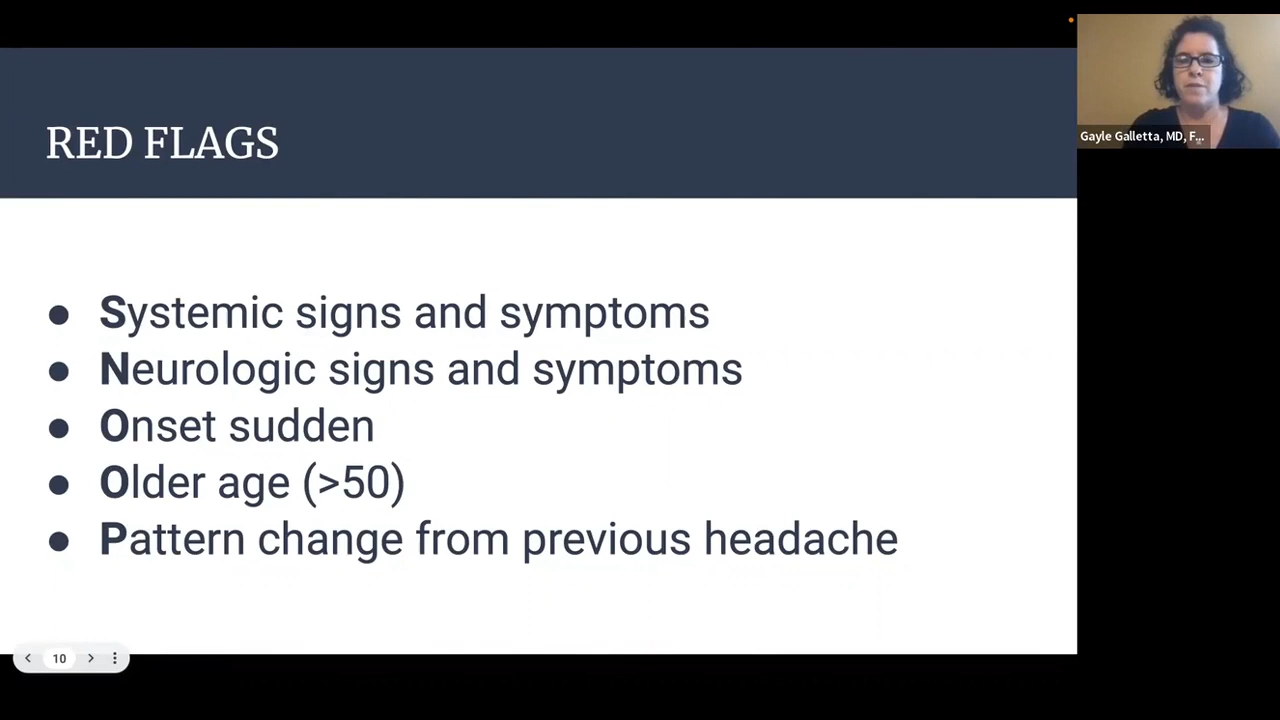 RED FLAGS
Gayle Galletta, MD, F...
● Systemic signs and symptoms
● Neurologic signs and symptoms
● Onset sudden
● Older age (>50)
● Pattern change from previous headache
10